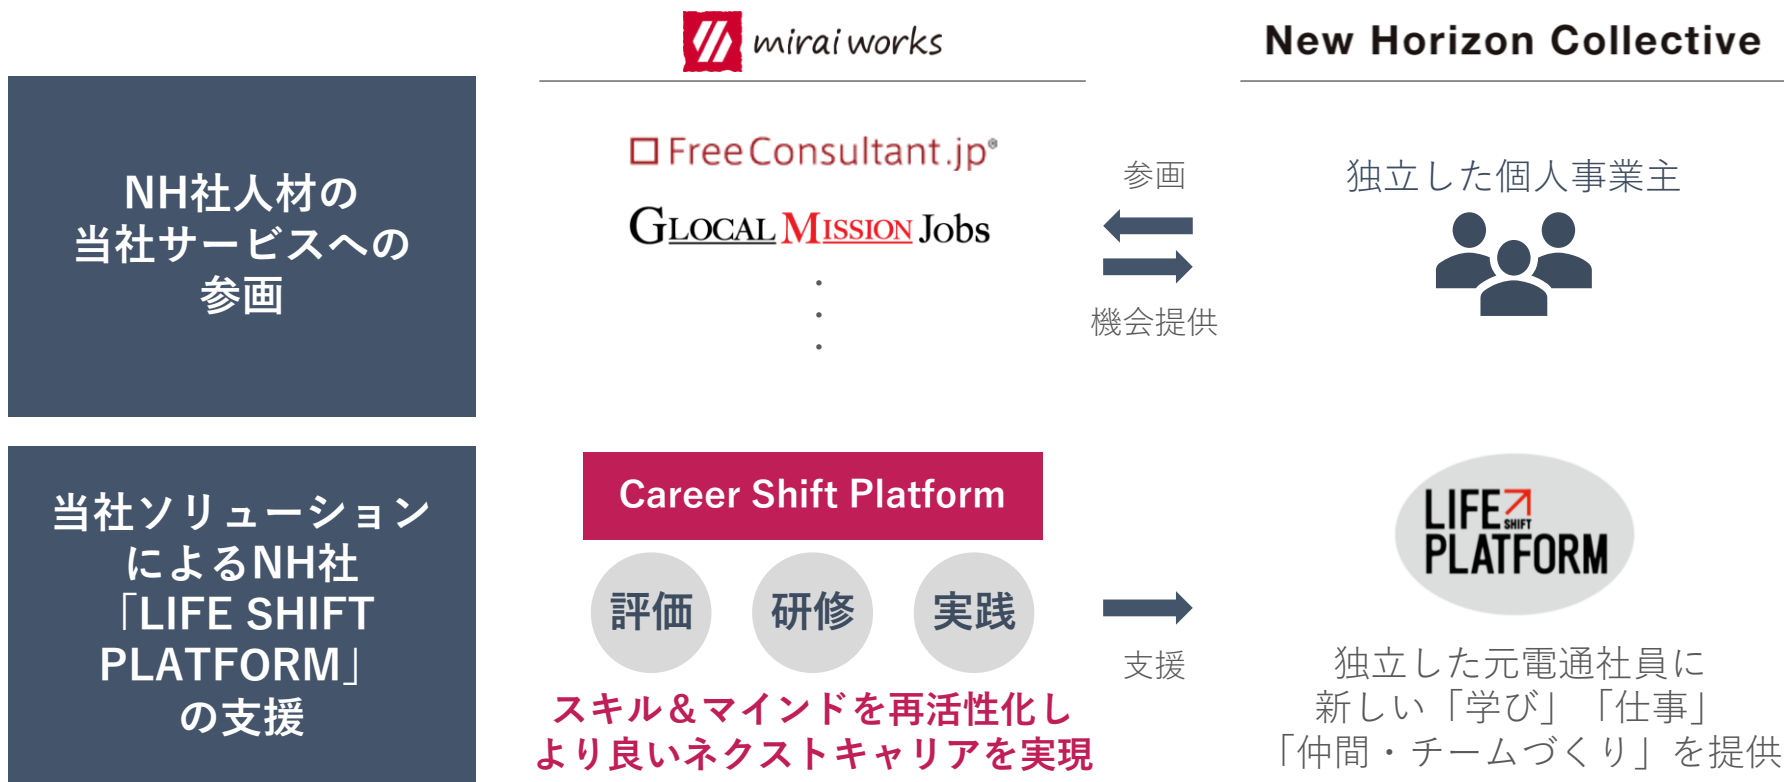 mirai works
New Horizon Collective
NH社人材の
当社サービスへの
参画
FreeConsultant.jp®
GLOCAL MISSION Jobs
・
・
・
参画
機会提供
独立した個人事業主
当社ソリューション
によるNH社
「LIFE SHIFT
PLATFORM」
の支援
Career Shift Platform
評価 研修 実践
スキル＆マインドを再活性化し
より良いネクストキャリアを実現
支援
LIFE SHIFT
PLATFORM
独立した元電通社員に
新しい「学び」「仕事」
「仲間・チームづくり」を提供